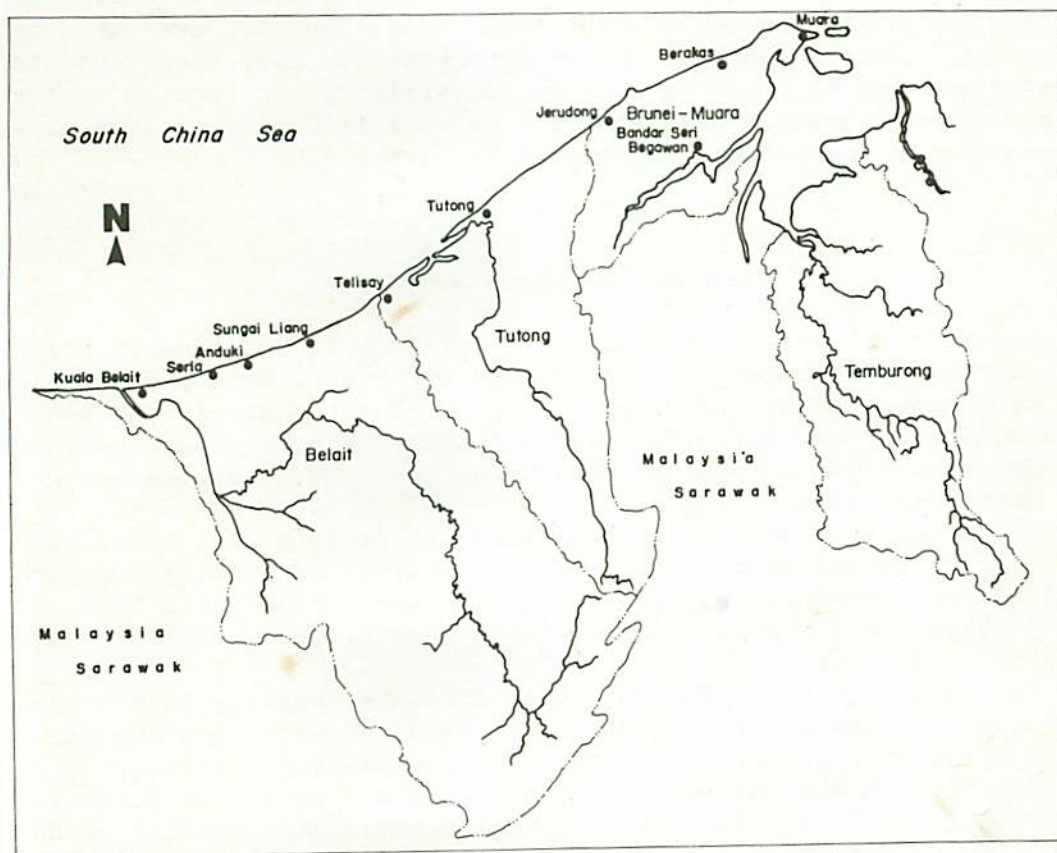 Muara
Berakas
Jerudong
Brunei-Muara
Bandar Seri
Begawan
South China Sea
N
Tutong
Telisay
Sungai Liang
Anduki
Seria
Kuala Belait
Tutong
Temburong
Belait
Malaysia
Sarawak
Malaysia
Sarawak